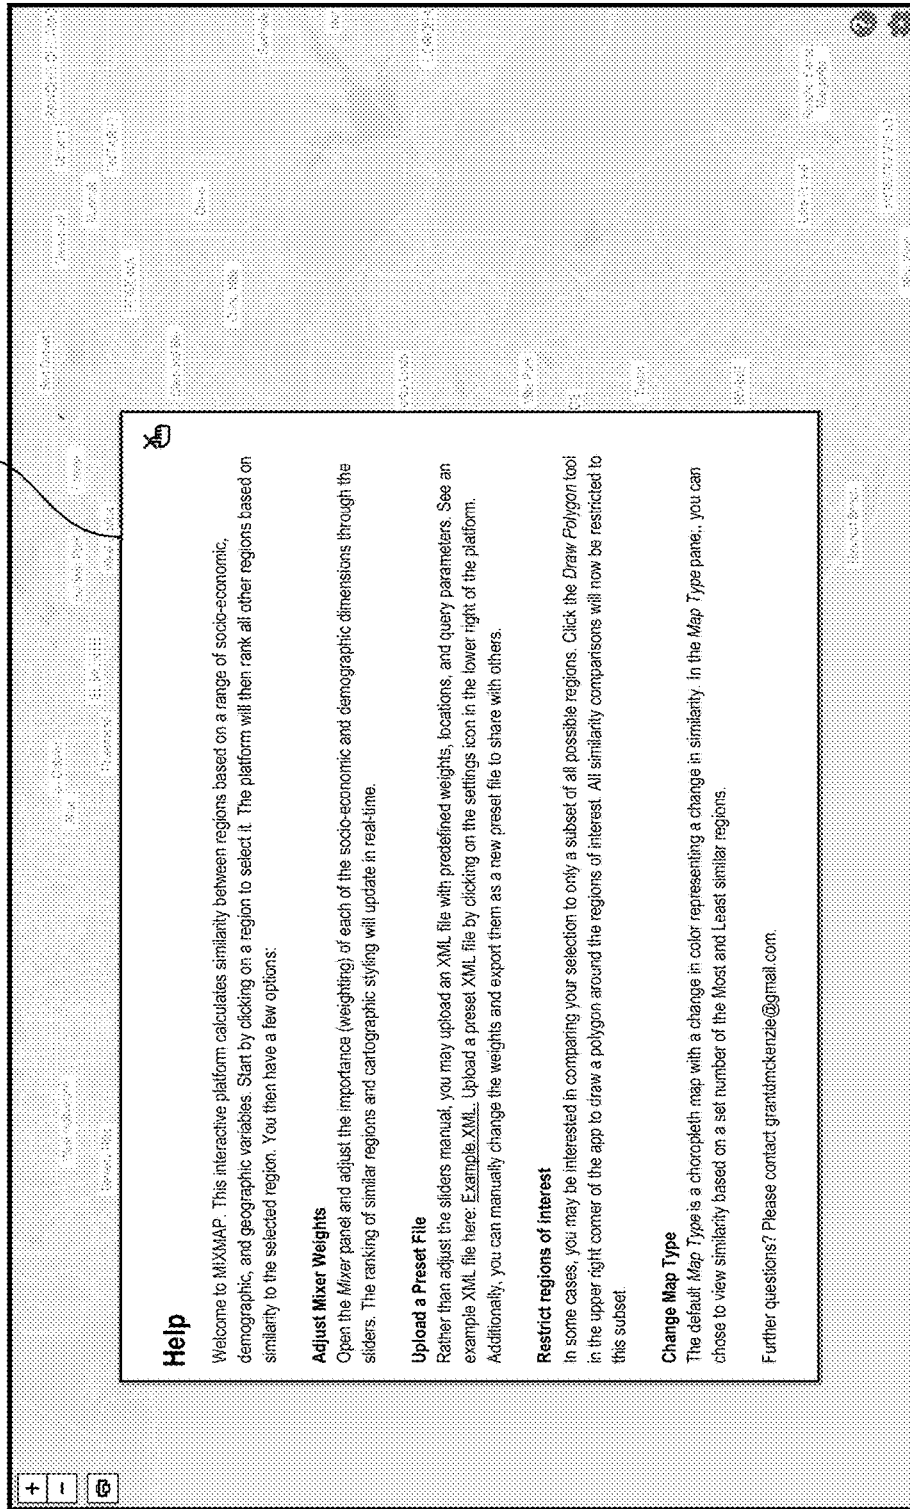 +
−
Help
Welcome to MIXMAP. This interactive platform calculates similarity between regions based on a range of socio-economic,
demographic, and geographic variables. Start by clicking on a region to select it. The platform will then rank all other regions based on
similarity to the selected region. You then have a few options:
Adjust Mixer Weights
Open the Mixer panel and adjust the importance (weighting) of each of the socio-economic and demographic dimensions through the
sliders. The ranking of similar regions and cartographic styling will update in real-time.
Upload a Preset File
Rather than adjust the sliders manual, you may upload an XML file with predefined weights, locations, and query parameters. See an
example XML file here: Example.XML. Upload a preset XML file by clicking on the settings icon in the lower right of the platform.
Additionally, you can manually change the weights and export them as a new preset file to share with others.
Restrict regions of interest
In some cases, you may be interested in comparing your selection to only a subset of all possible regions. Click the Draw Polygon tool
in the upper right corner of the app to draw a polygon around the regions of interest. All similarity comparisons will now be restricted to
this subset
Change Map Type
The default Map Type is a choropleth map with a change in color representing a change in similarity. In the Map Type pane,, you can
chose to view similarity based on a set number of the Most and Least similar regions.
Further questions? Please contact grantdmckenzie@gmail.com.